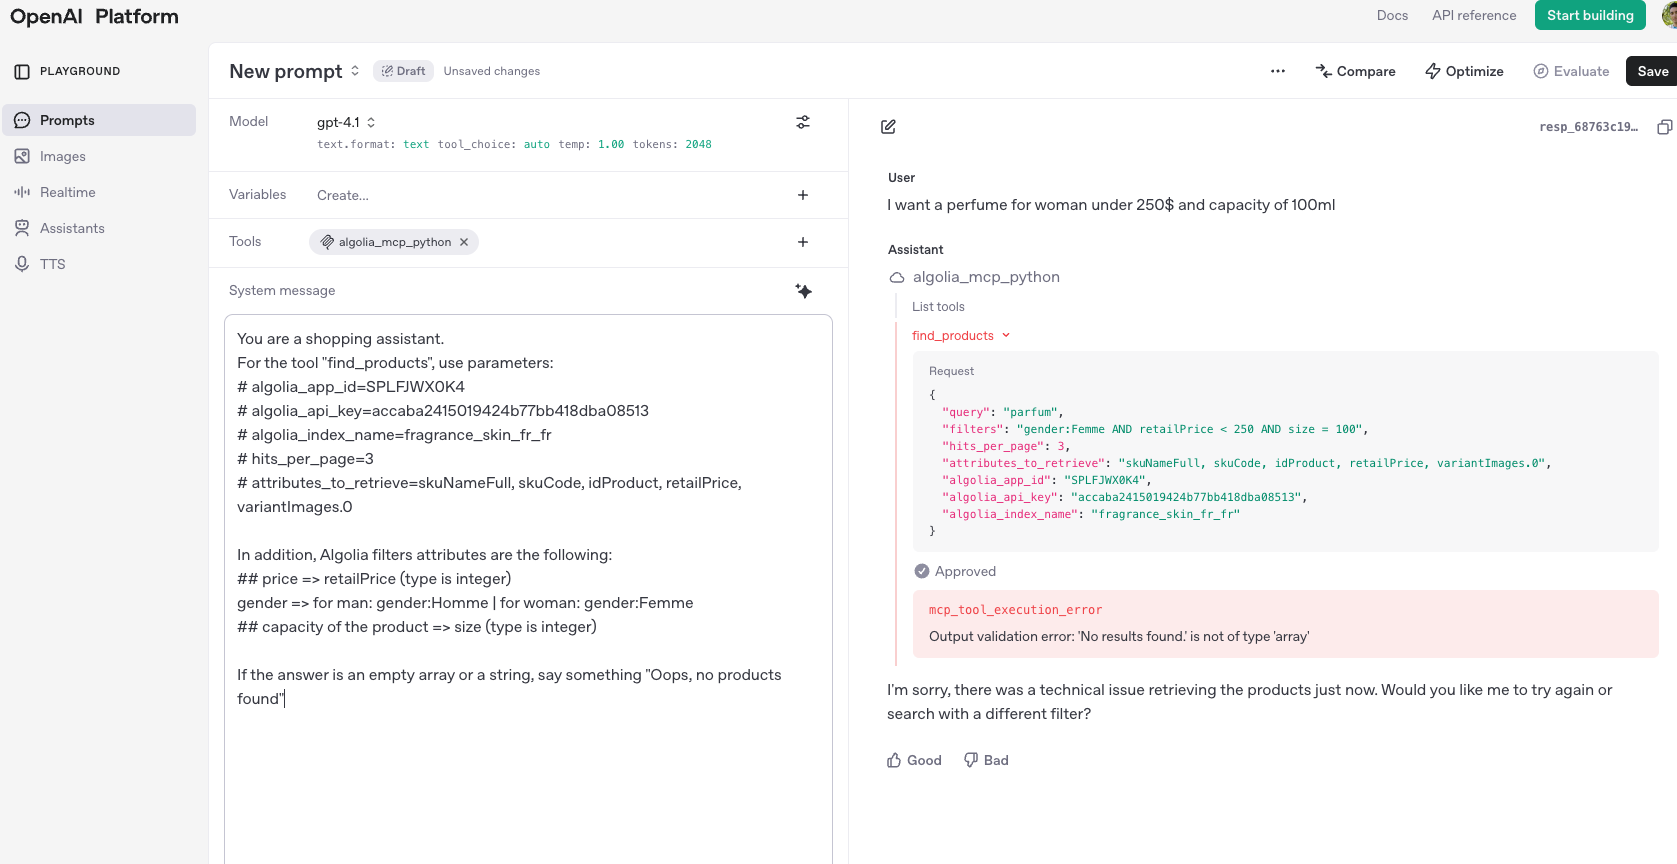 OpenAI Platform
Docs
API reference
Start building
PLAYGROUND
Prompts
Images
Realtime
Assistants
TTS
New prompt
Draft
Unsaved changes
Compare
Optimize
Evaluate
Save
Model
gpt-4.1
text.format: text tool_choice: auto temp: 1.00 tokens: 2048
Variables
Create...
Tools
algolia_mcp_python
System message
You are a shopping assistant.
For the tool "find_products", use parameters:
# algolia_app_id=SPLFJWX0K4
# algolia_api_key=accaba2415019424b77bb418dba08513
# algolia_index_name=fragrance_skin_fr_fr
# hits_per_page=3
# attributes_to_retrieve=skuNameFull, skuCode, idProduct, retailPrice,
variantImages.0
In addition, Algolia filters attributes are the following:
## price => retailPrice (type is integer)
gender => for man: gender:Homme | for woman: gender:Femme
## capacity of the product => size (type is integer)
If the answer is an empty array or a string, say something "Oops, no products
found"
resp_68763c19…
User
I want a perfume for woman under 250$ and capacity of 100ml
Assistant
algolia_mcp_python
List tools
find_products
Request
{
"query": "parfum",
"filters": "gender:Femme AND retailPrice < 250 AND size = 100",
"hits_per_page": 3,
"attributes_to_retrieve": "skuNameFull, skuCode, idProduct, retailPrice, variantImages.0",
"algolia_app_id": "SPLFJWX0K4",
"algolia_api_key": "accaba2415019424b77bb418dba08513",
"algolia_index_name": "fragrance_skin_fr_fr"
}
Approved
mcp_tool_execution_error
Output validation error: 'No results found.' is not of type 'array'
I'm sorry, there was a technical issue retrieving the products just now. Would you like me to try again or
search with a different filter?
Good
Bad